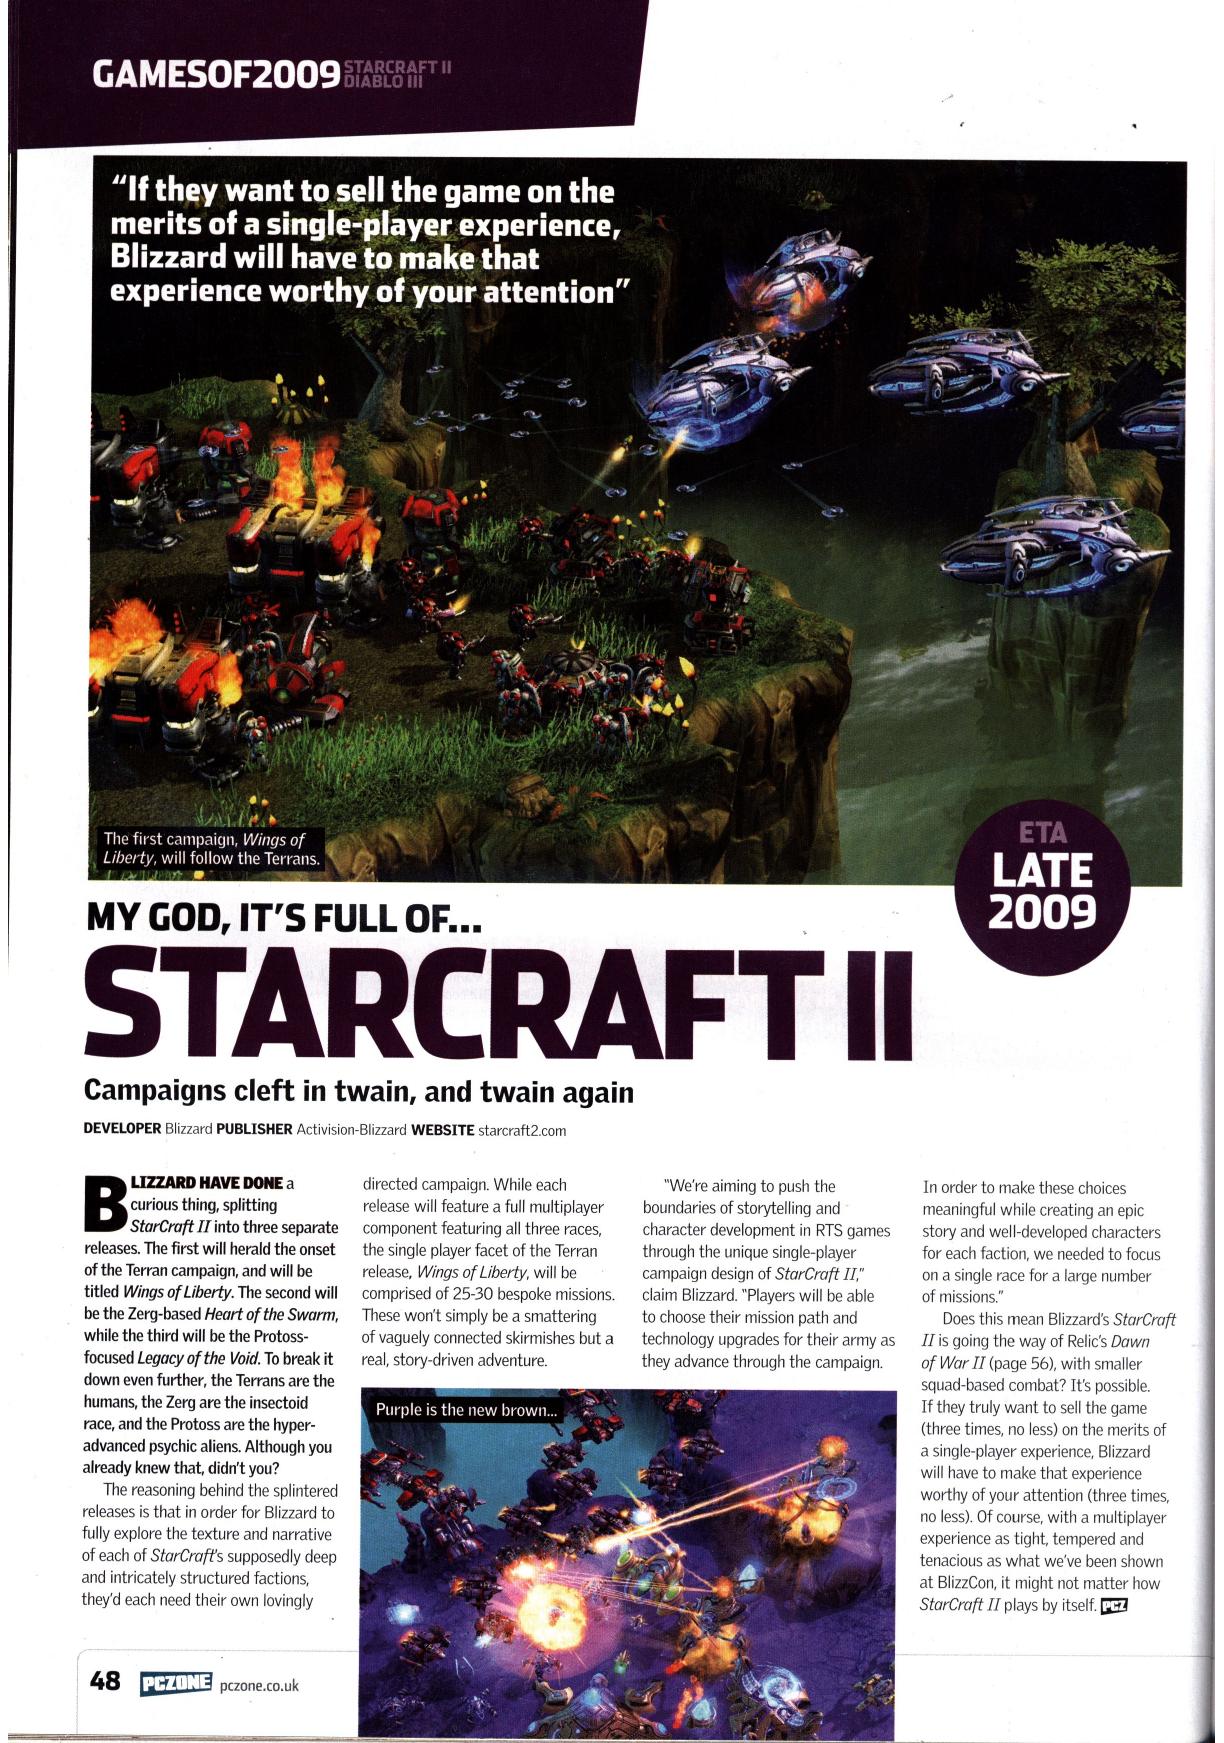 GAMESOF2009 STARCRAFT II
DIABLO III
“If they want to sell the game on the
merits of a single-player experience,
Blizzard will have to make that
experience worthy of your attention”
The first campaign, Wings of
Liberty, will follow the Terrans.
ETA
LATE
2009
MY GOD, IT'S FULL OF...
STARCRAFT II
Campaigns cleft in twain, and twain again
DEVELOPER Blizzard PUBLISHER Activision-Blizzard WEBSITE starcraft2.com
BLIZZARD HAVE DONE a
curious thing, splitting
StarCraft II into three separate
releases. The first will herald the onset
of the Terran campaign, and will be
titled Wings of Liberty. The second will
be the Zerg-based Heart of the Swarm,
while the third will be the Protoss-
focused Legacy of the Void. To break it
down even further, the Terrans are the
humans, the Zerg are the insectoid
race, and the Protoss are the hyper-
advanced psychic aliens. Although you
already knew that, didn't you?
The reasoning behind the splintered
releases is that in order for Blizzard to
fully explore the texture and narrative
of each of StarCraft's supposedly deep
and intricately structured factions,
they'd each need their own lovingly
directed campaign. While each
release will feature a full multiplayer
component featuring all three races,
the single player facet of the Terran
release, Wings of Liberty, will be
comprised of 25-30 bespoke missions.
These won't simply be a smattering
of vaguely connected skirmishes but a
real, story-driven adventure.
“We're aiming to push the
boundaries of storytelling and
character development in RTS games
through the unique single-player
campaign design of StarCraft II,”
claim Blizzard. “Players will be able
to choose their mission path and
technology upgrades for their army as
they advance through the campaign.
In order to make these choices
meaningful while creating an epic
story and well-developed characters
for each faction, we needed to focus
on a single race for a large number
of missions.”
Does this mean Blizzard's StarCraft
II is going the way of Relic's Dawn
of War II (page 56), with smaller
squad-based combat? It's possible.
If they truly want to sell the game
(three times, no less) on the merits of
a single-player experience, Blizzard
will have to make that experience
worthy of your attention (three times,
no less). Of course, with a multiplayer
experience as tight, tempered and
tenacious as what we've been shown
at BlizzCon, it might not matter how
StarCraft II plays by itself. PCZ
Purple is the new brown...
48 PCZONE pczone.co.uk